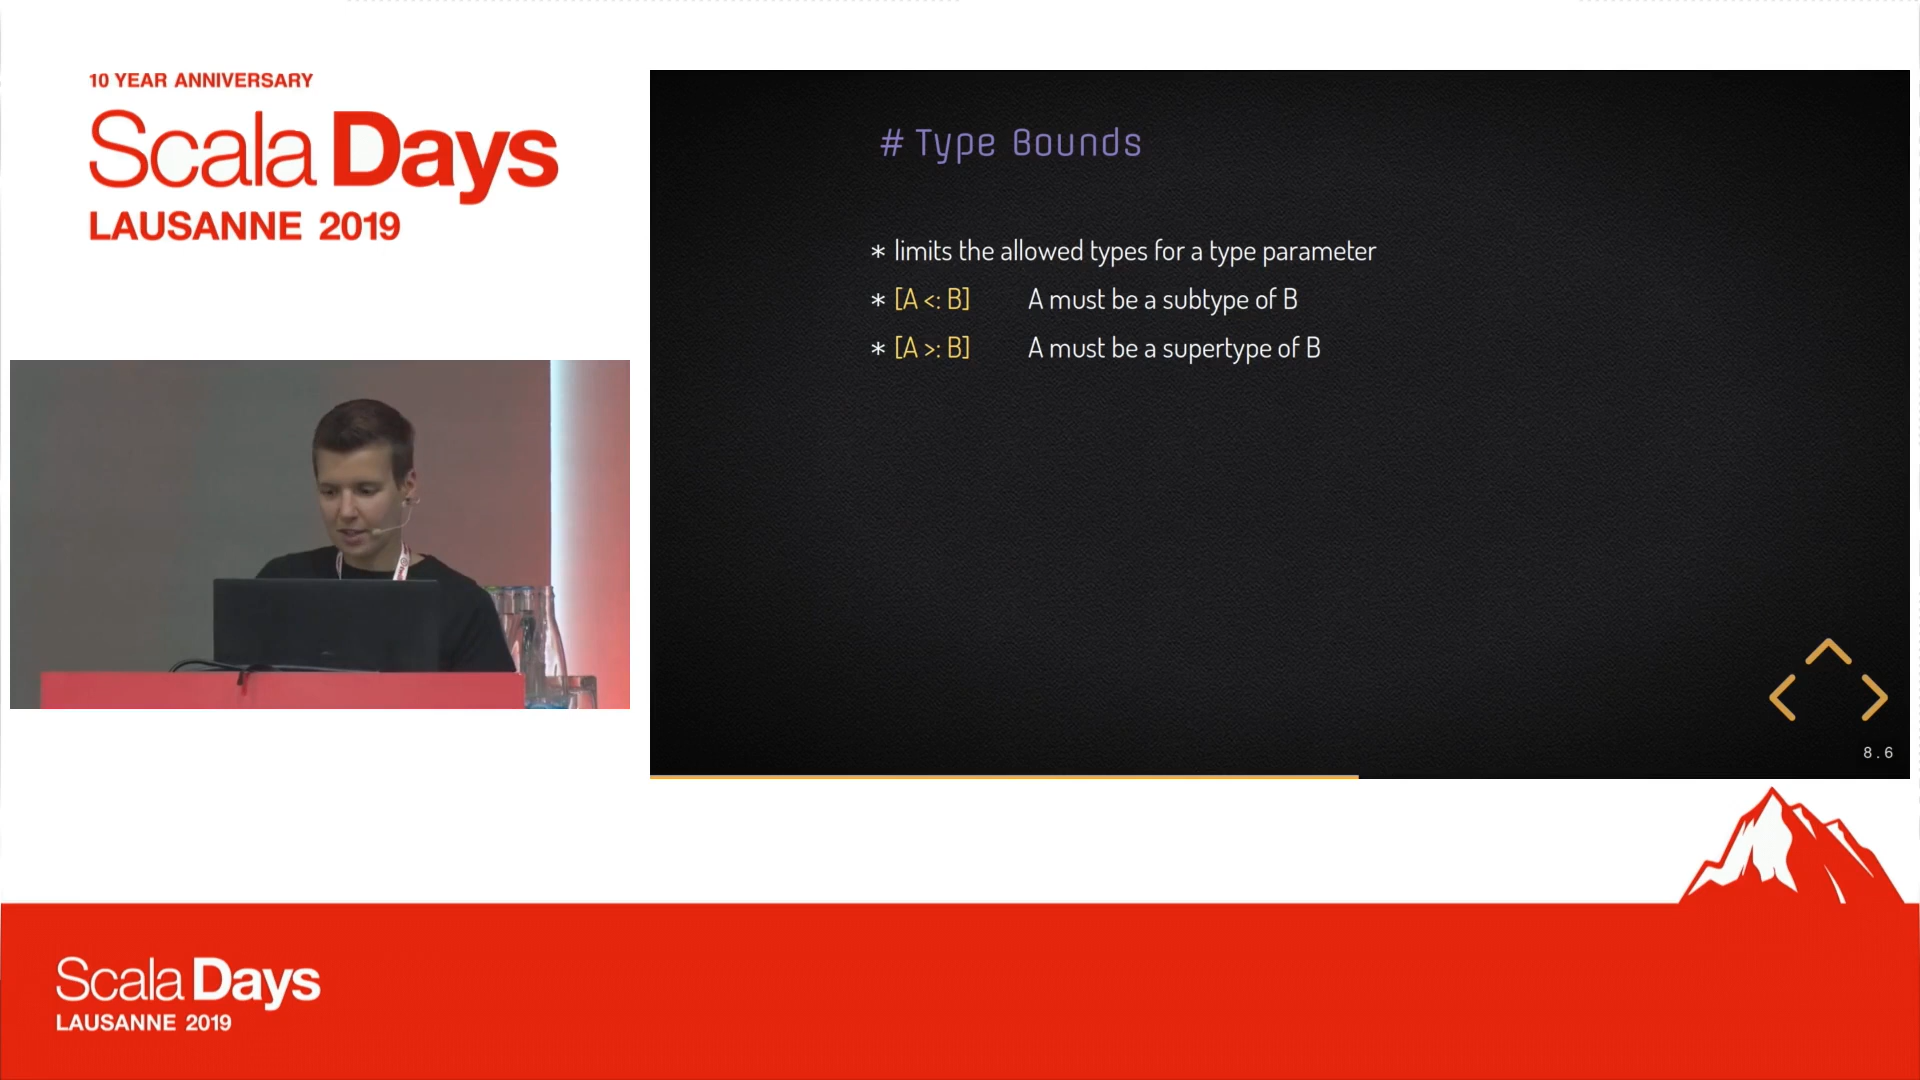 10 YEAR ANNIVERSARY
Scala Days
LAUSANNE 2019
# Type Bounds
* limits the allowed types for a type parameter
* [A <: B] A must be a subtype of B
* [A >: B] A must be a supertype of B
8.6
Scala Days
LAUSANNE 2019